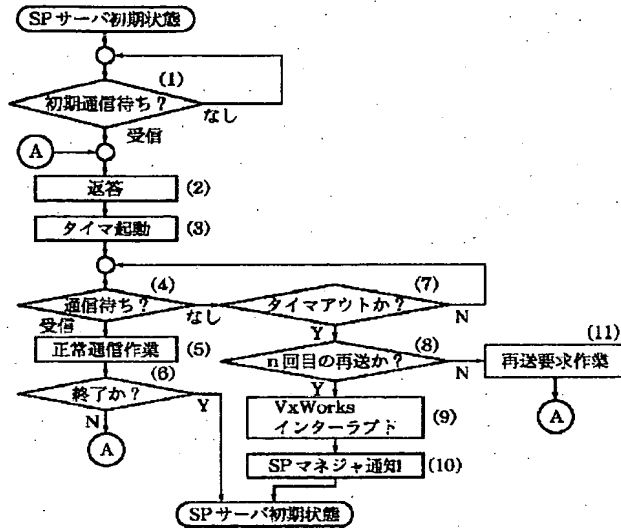 SPサーバ初期状態
(1)
初期通信待ち?
なし
受信
A
返答
(2)
タイマ起動
(3)
(4)
通信待ち?
なし
受信
(7)
タイマアウトか?
N
Y
正常通信作業
(5)
(8)
n回目の再送か?
N
Y
(11)
再送要求作業
A
(6)
終了か?
Y
N
A
VxWorks
インターラプト
(9)
SPマネジャ通知
(10)
SPサーバ初期状態